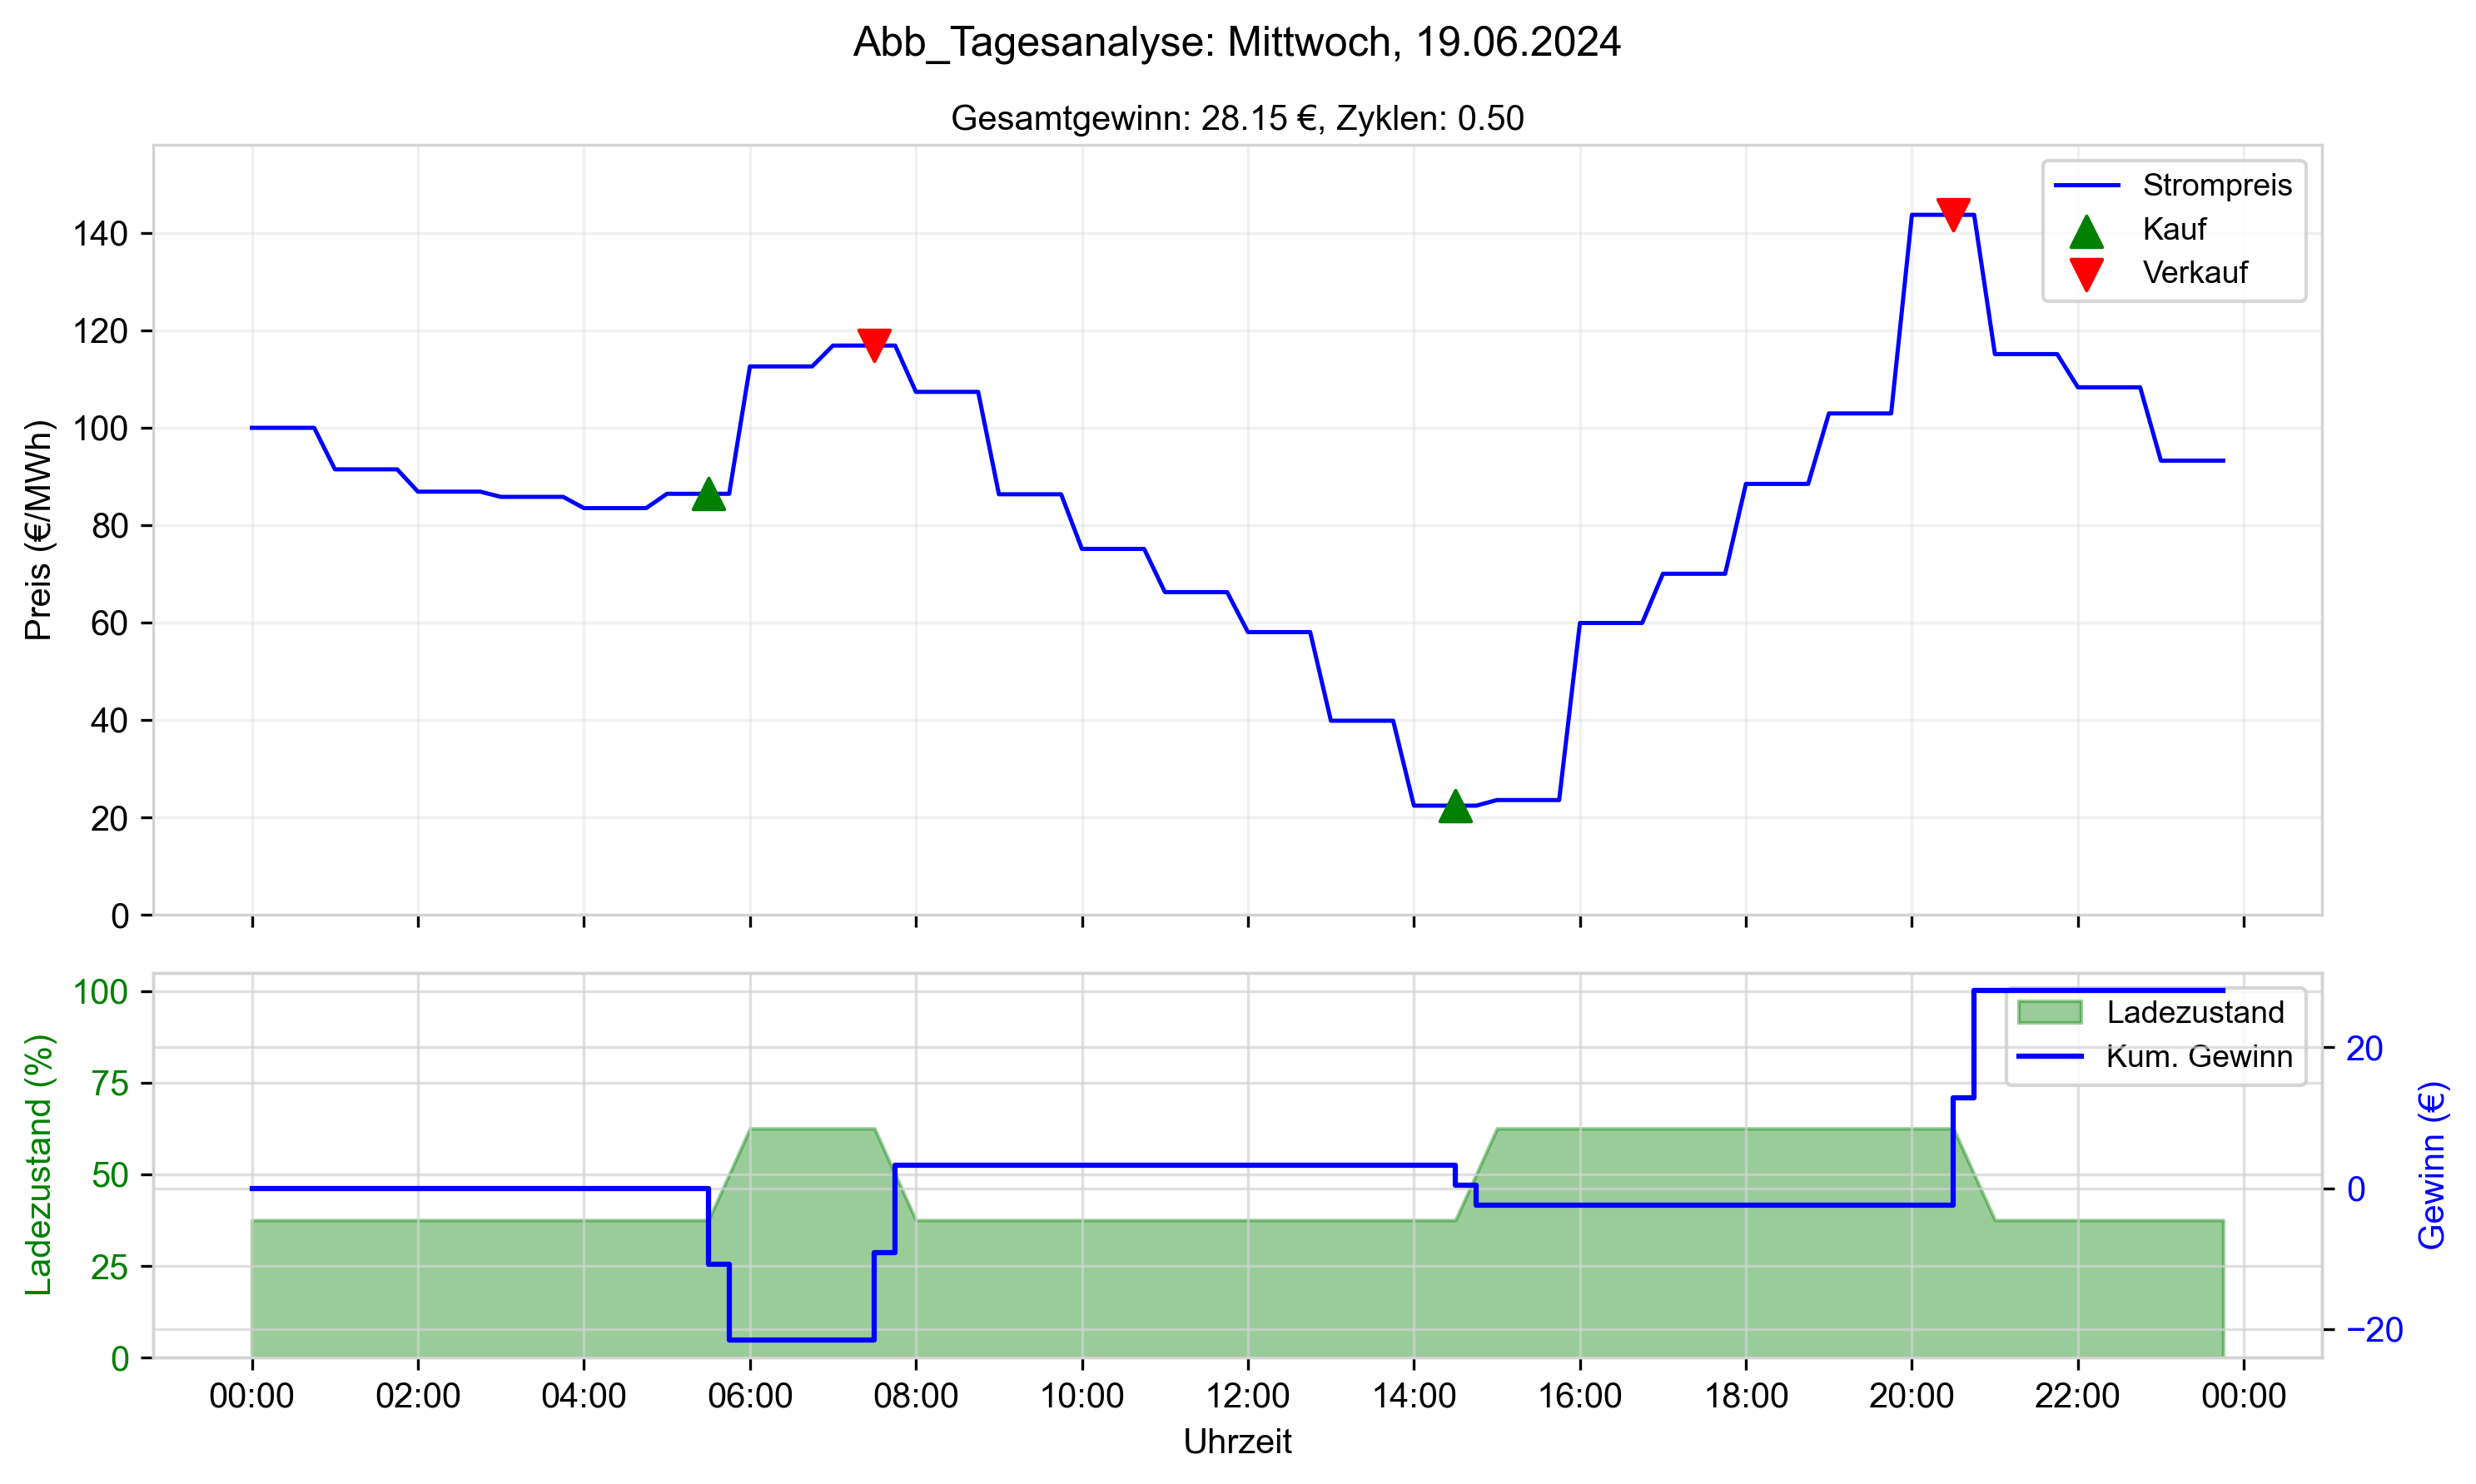 Abb_Tagesanalyse: Mittwoch, 19.06.2024
Gesamtgewinn: 28.15 €, Zyklen: 0.50
Preis (€/MWh)
140
120
100
80
60
40
20
0
Strompreis
Kauf
Verkauf
Ladezustand (%)
100
75
50
25
0
Ladezustand
Kum. Gewinn
20
0
−20
Gewinn (€)
00:00 02:00 04:00 06:00 08:00 10:00 12:00 14:00 16:00 18:00 20:00 22:00 00:00
Uhrzeit